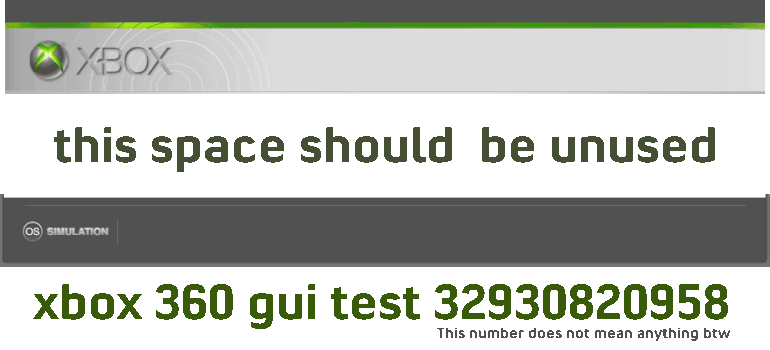 XBOX
this space should  be unused
OS SIMULATION
xbox 360 gui test 32930820958
This number does not mean anything btw